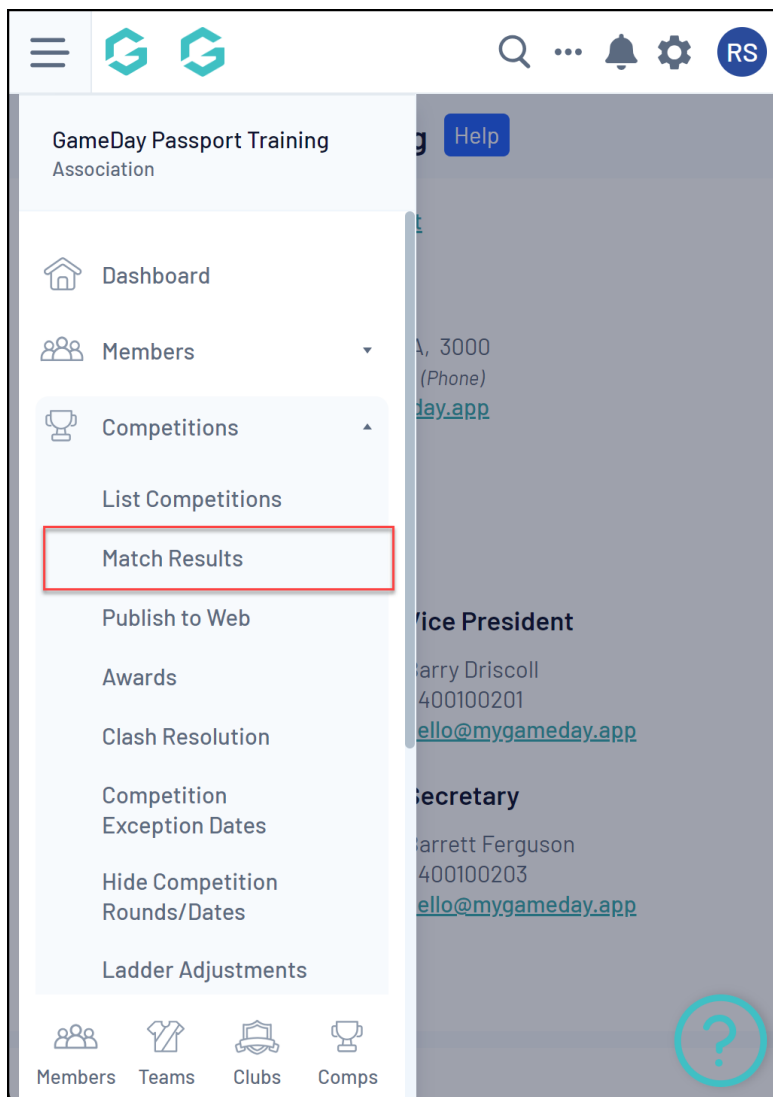 RS
GameDay Passport Training
Association
Help
Dashboard
Members
A, 3000
(Phone)
day.app
Competitions
List Competitions
Match Results
Publish to Web
Vice President
Awards
arry Driscoll
400100201
Clash Resolution
ello@mygameday.app
Competition
Exception Dates
Secretary
arrett Ferguson
400100203
Hide Competition
Rounds/Dates
ello@mygameday.app
Ladder Adjustments
Members Teams Clubs Comps
?